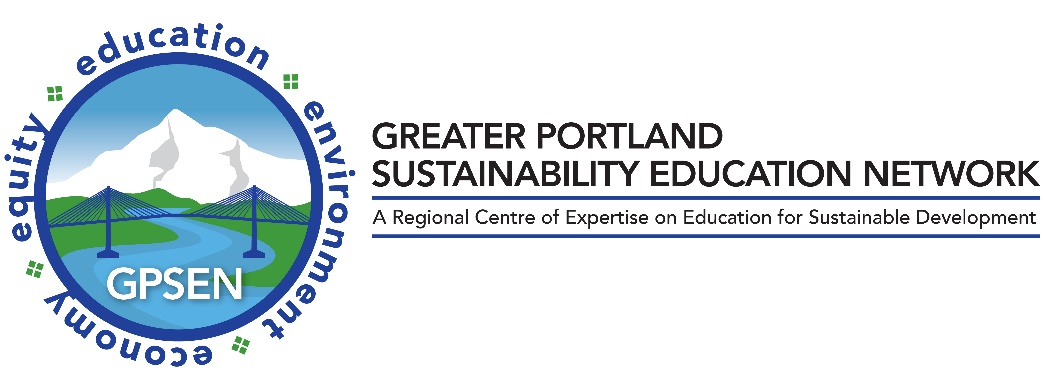 education
environment
economy
equity
GPSEN
GREATER PORTLAND
SUSTAINABILITY EDUCATION NETWORK
A Regional Centre of Expertise on Education for Sustainable Development